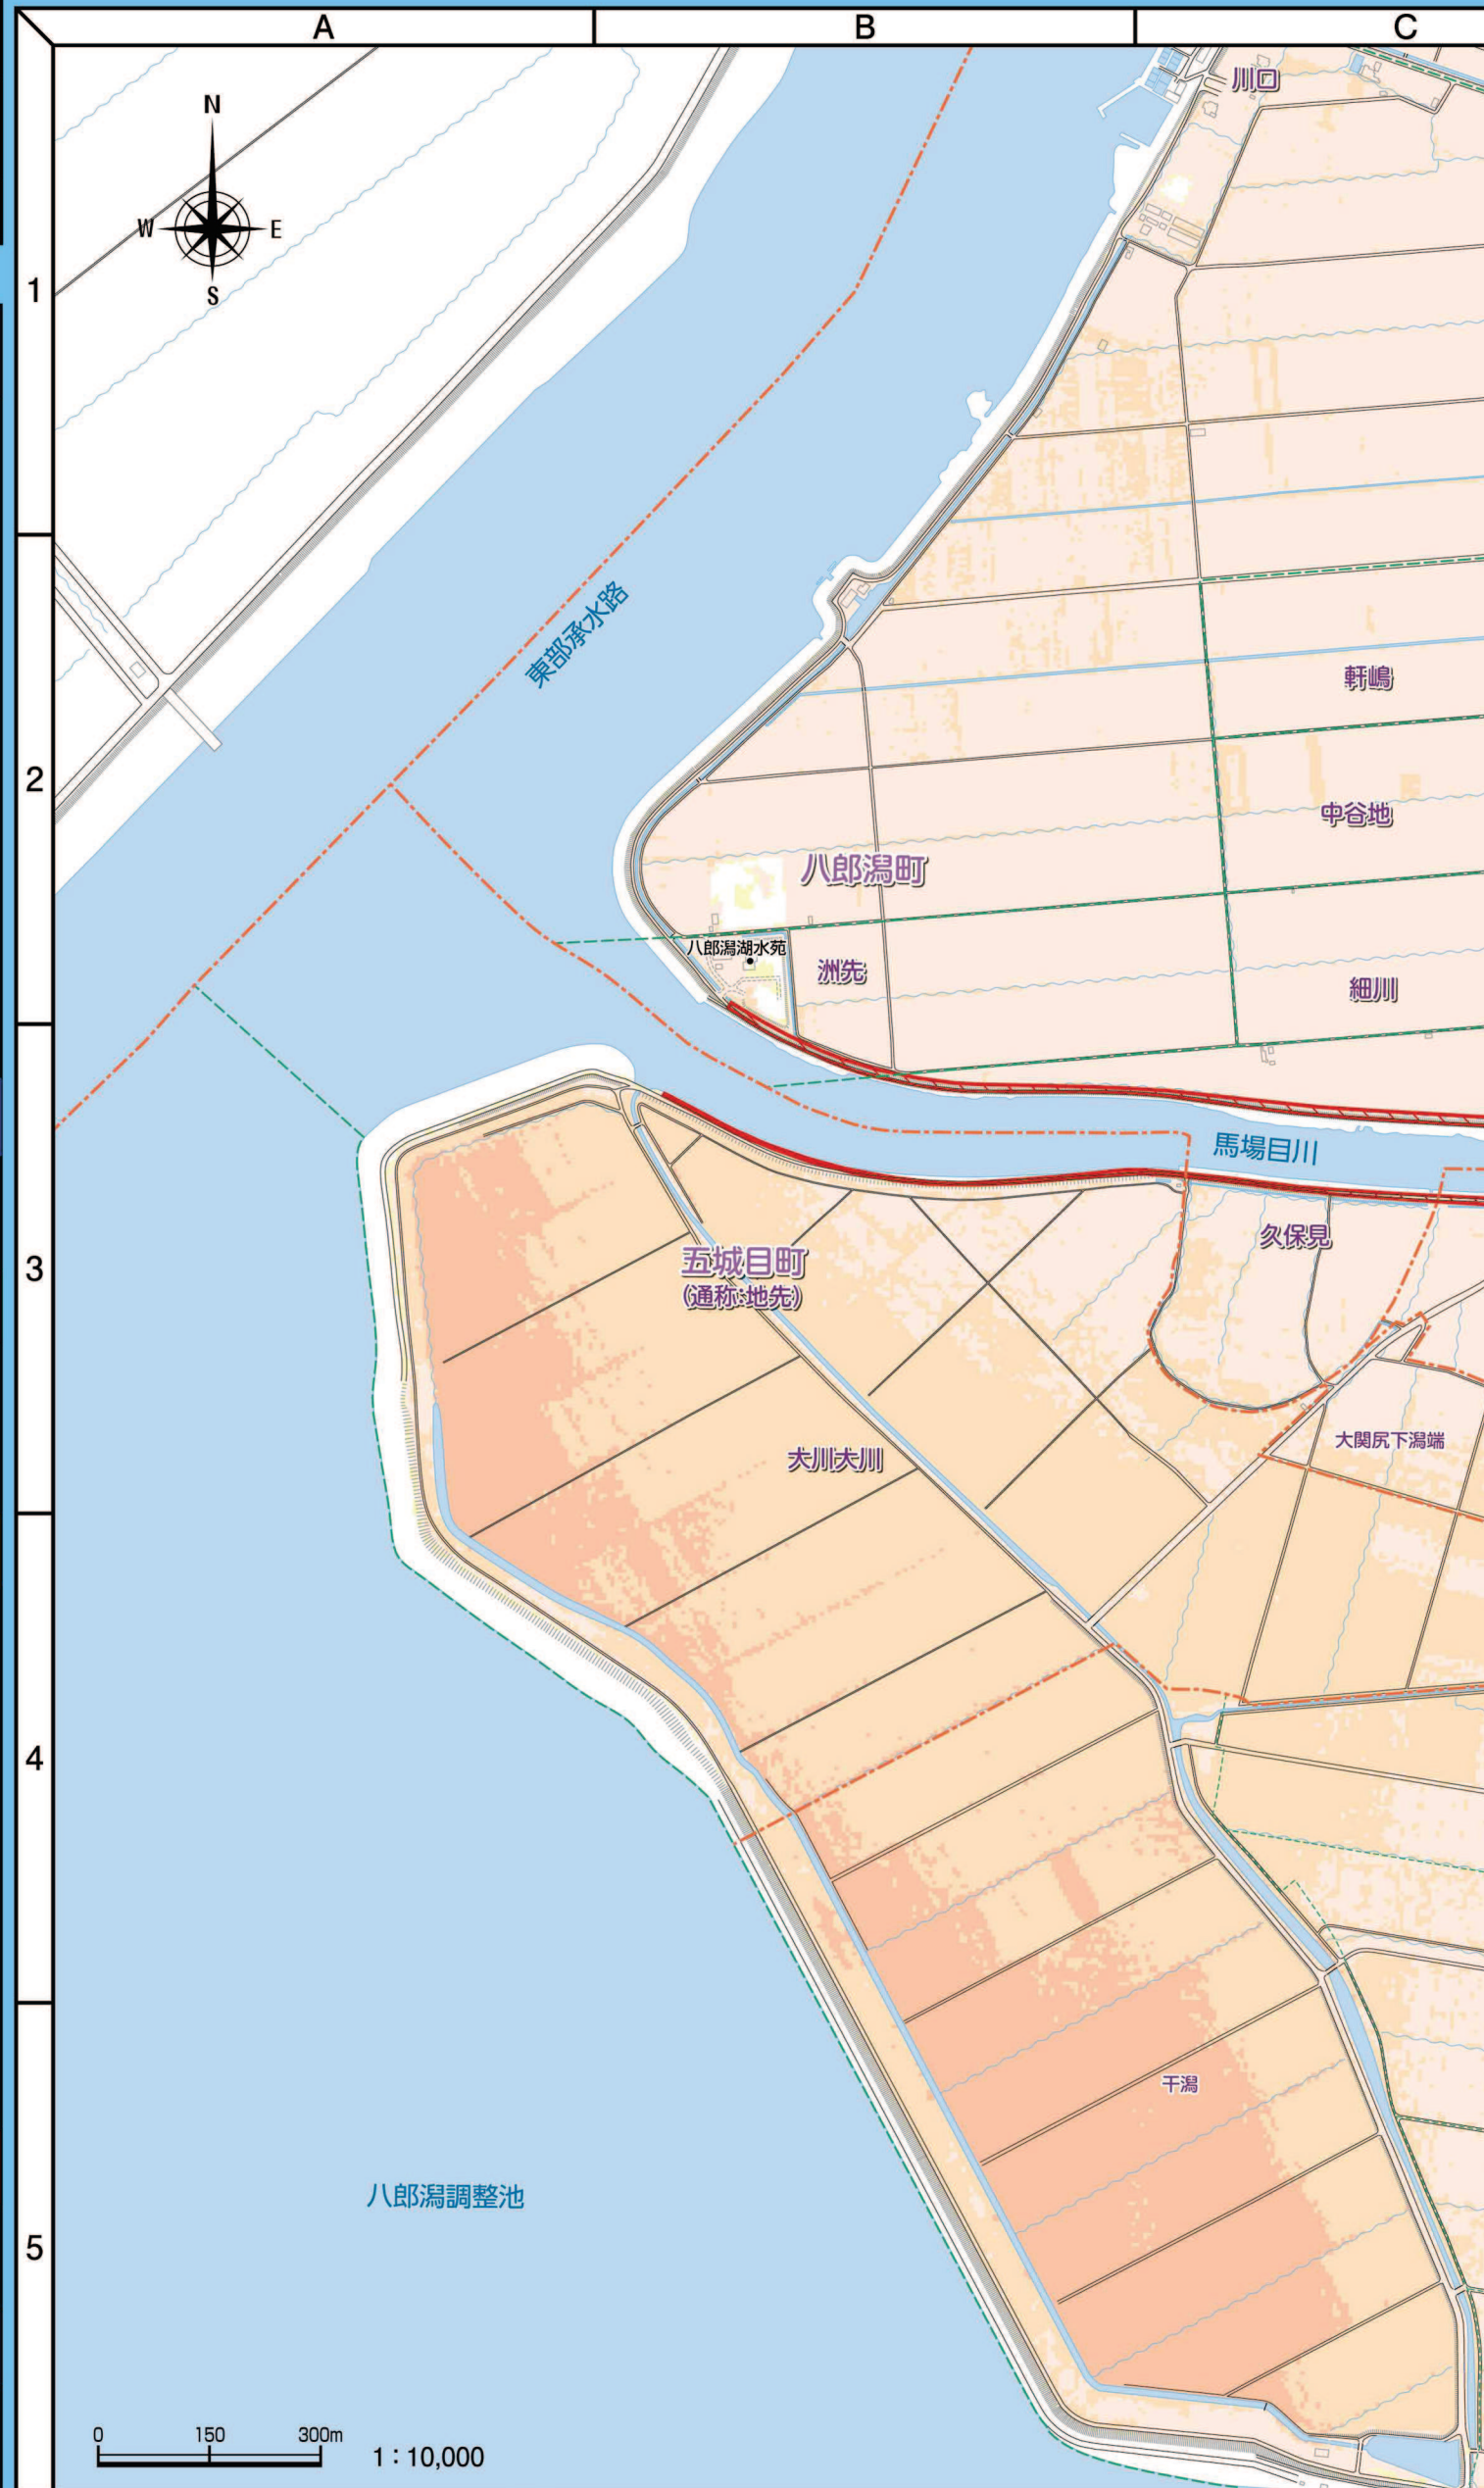 A
B
C
N
W
E
S
1
2
3
4
5
川口
東部承水路
軒嶋
中谷地
八郎潟町
八郎潟湖水苑
洲先
細川
馬場目川
久保見
五城目町
(通称:地先)
大関尻下潟端
大川大川
干潟
八郎潟調整池
0 150 300m
1：10,000